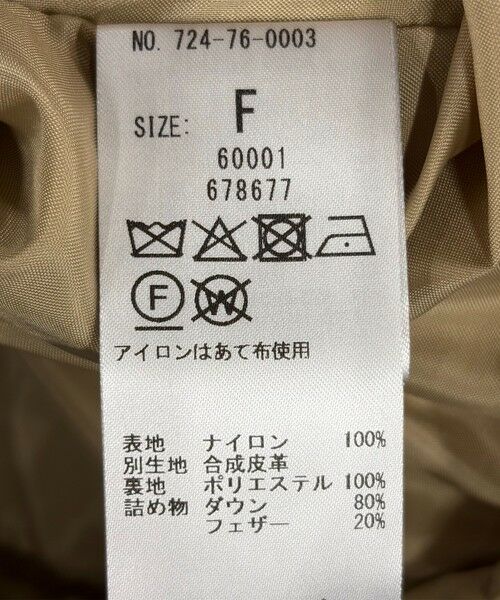 NO. 724-76-0003
SIZE: F
60001
678677
F W
アイロンはあて布使用
表地 ナイロン 100%
別生地 合成皮革
裏地 ポリエステル 100%
詰め物 ダウン 80%
フェザー 20%